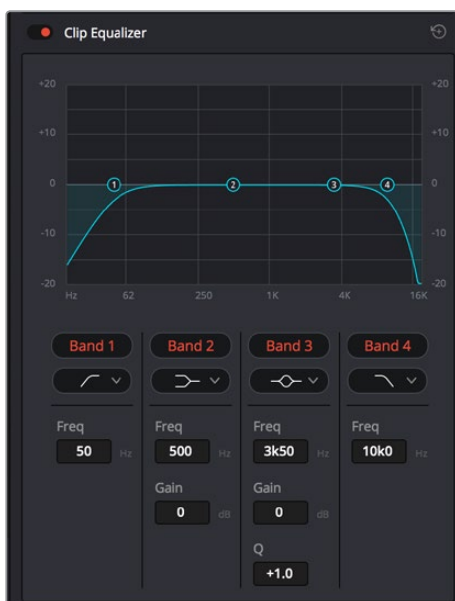 Clip Equalizer
+20 +20
+10 +10
0 1 2 3 4 0
-10 -10
-20 -20
Hz 62 250 1K 4K 16K
Band 1 Band 2 Band 3 Band 4
Freq Freq Freq Freq
50 Hz 500 Hz 3k50 Hz 10k0 Hz
Gain Gain
0 dB 0 dB
Q
+1.0